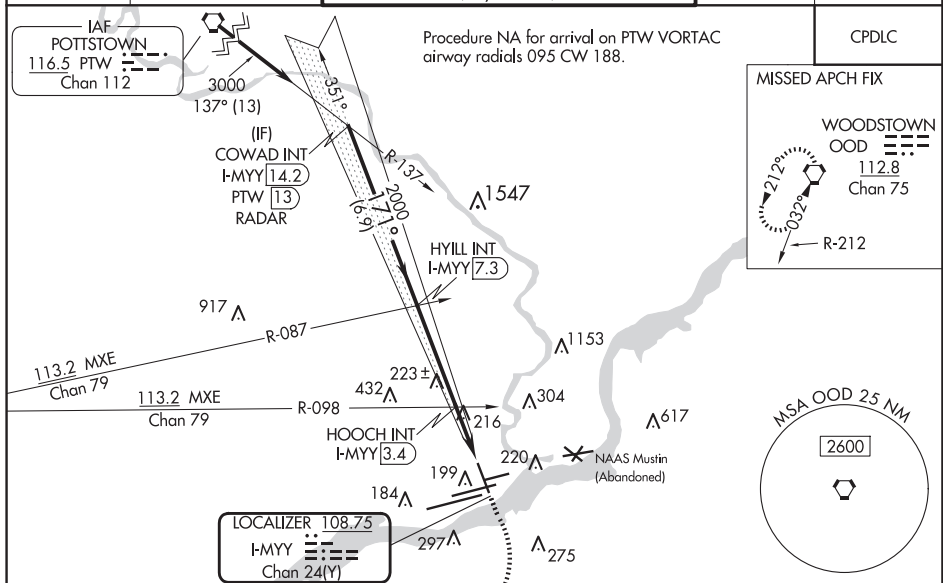 IAF
POTTSTOWN
116.5 PTW
Chan 112
3000
137° (13)
Procedure NA for arrival on PTW VORTAC
airway radials 095 CW 188.
CPDLC
MISSED APCH FIX
WOODSTOWN
OOD
112.8
Chan 75
212°
032°
R-212
351°
(IF)
COWAD INT
I-MYY 14.2
PTW 13
RADAR
R-137
2000
171°
(6.9)
1547
HYILL INT
I-MYY 7.3
917
R-087
1153
113.2 MXE
Chan 79
223±
432
304
113.2 MXE
Chan 79
R-098
216
617
HOOCH INT
I-MYY 3.4
MSA OOD 25 NM
2600
220
NAAS Mustin
(Abandoned)
199
184
LOCALIZER 108.75
I-MYY
Chan 24(Y)
297
275